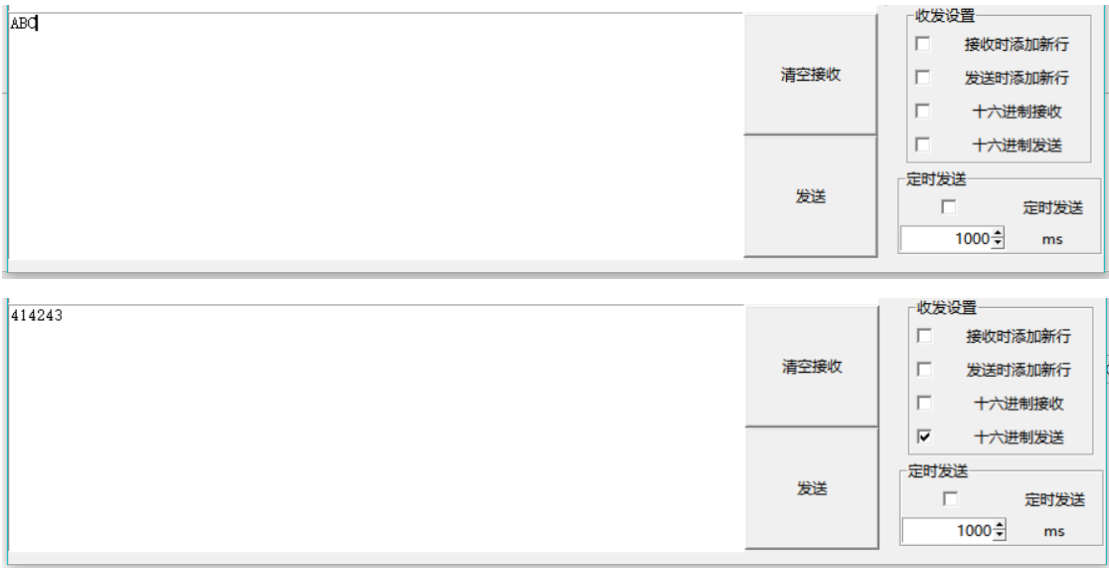 ABC
清空接收
发送
收发设置
接收时添加新行
发送时添加新行
十六进制接收
十六进制发送
定时发送
定时发送
1000 ms
414243
清空接收
发送
收发设置
接收时添加新行
发送时添加新行
十六进制接收
十六进制发送
定时发送
定时发送
1000 ms